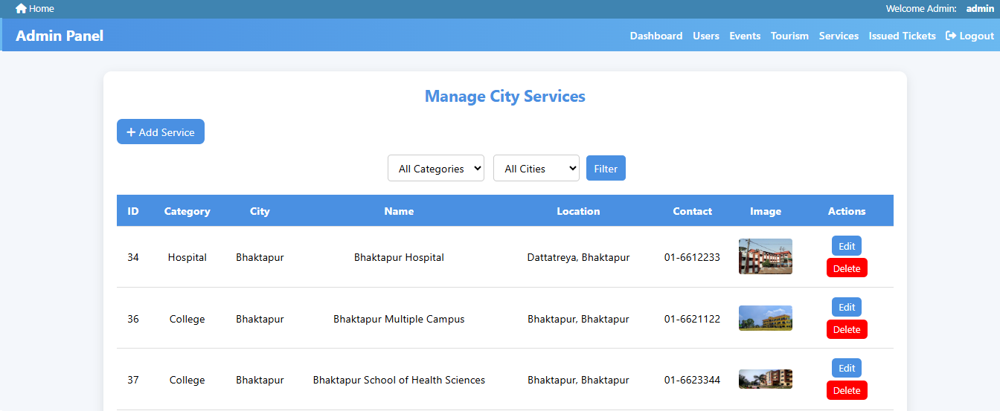 Home Welcome Admin: admin
Admin Panel Dashboard Users Events Tourism Services Issued Tickets Logout
Manage City Services
+ Add Service
All Categories All Cities Filter
ID Category City Name Location Contact Image Actions
34 Hospital Bhaktapur Bhaktapur Hospital Dattatreya, Bhaktapur 01-6612233 Edit
Delete
36 College Bhaktapur Bhaktapur Multiple Campus Bhaktapur, Bhaktapur 01-6621122 Edit
Delete
37 College Bhaktapur Bhaktapur School of Health Sciences Bhaktapur, Bhaktapur 01-6623344 Edit
Delete